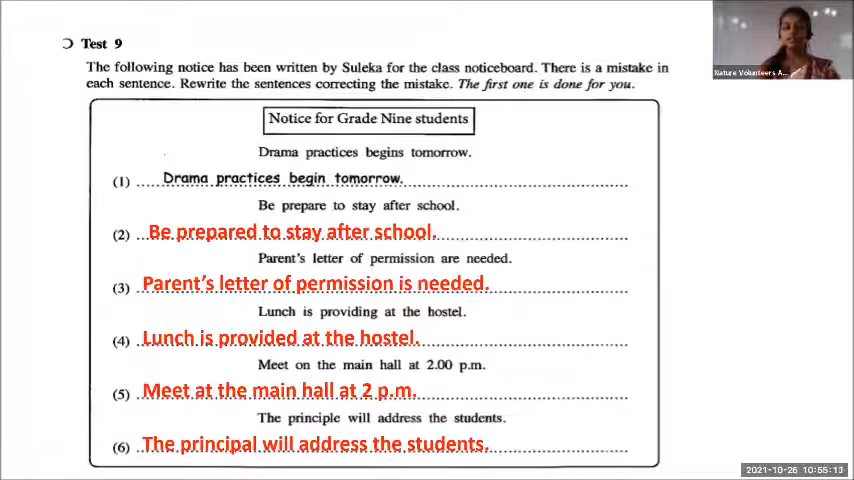 Test 9
The following notice has been written by Suleka for the class noticeboard. There is a mistake in
each sentence. Rewrite the sentences correcting the mistake. The first one is done for you.
Notice for Grade Nine students
Drama practices begins tomorrow.
(1) Drama practices begin tomorrow.
Be prepare to stay after school.
(2) Be prepared to stay after school.
Parent's letter of permission are needed.
(3) Parent's letter of permission is needed.
Lunch is providing at the hostel.
(4) Lunch is provided at the hostel.
Meet on the main hall at 2.00 p.m.
(5) Meet at the main hall at 2 p.m.
The principle will address the students.
(6) The principal will address the students.
Nature Volunteers A...
2021-10-26 10:55:13